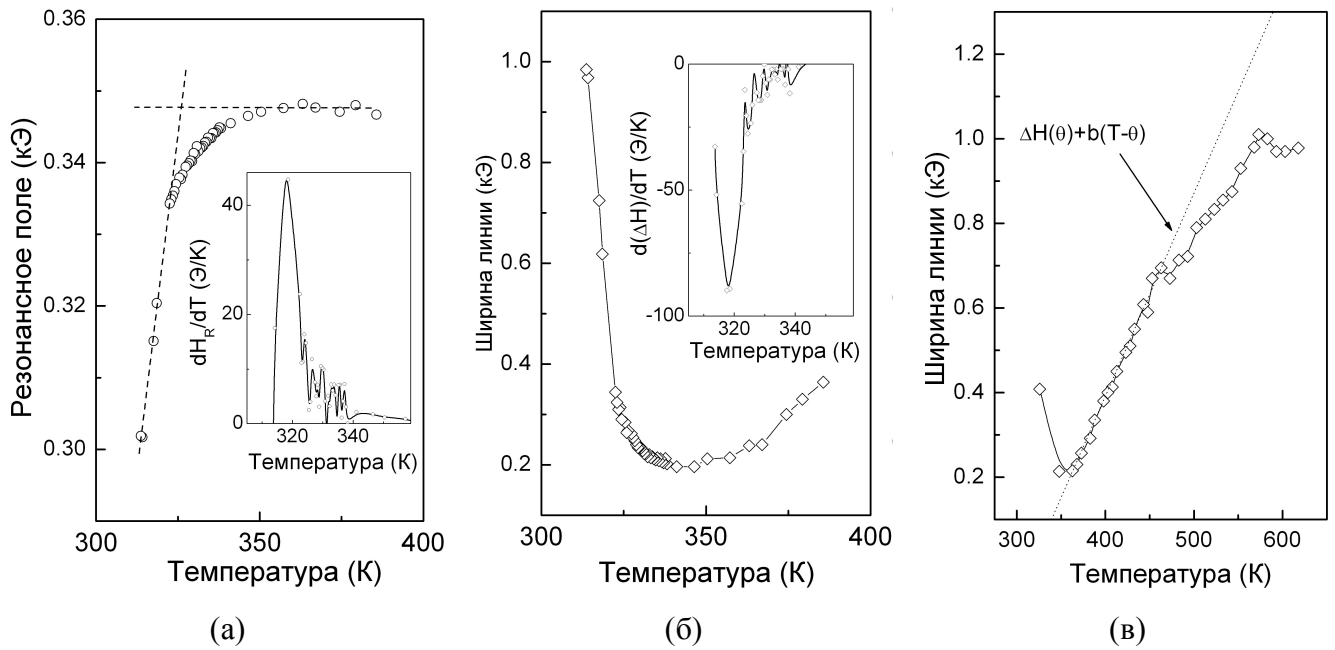 0.36
0.34
0.32
0.30
Резонансное поле (кЭ)
300
350
400
Температура (К)
40
20
0
dH_R/dT (Э/K)
320
340
Температура (К)
(а)
1.0
0.8
0.6
0.4
0.2
Ширина линии (кЭ)
300
350
400
Температура (К)
0
-50
-100
d(ΔH)/dT (Э/K)
320
340
Температура (К)
(б)
1.2
1.0
0.8
0.6
0.4
0.2
Ширина линии (кЭ)
ΔH(θ)+b(T-θ)
300
400
500
600
Температура (К)
(в)